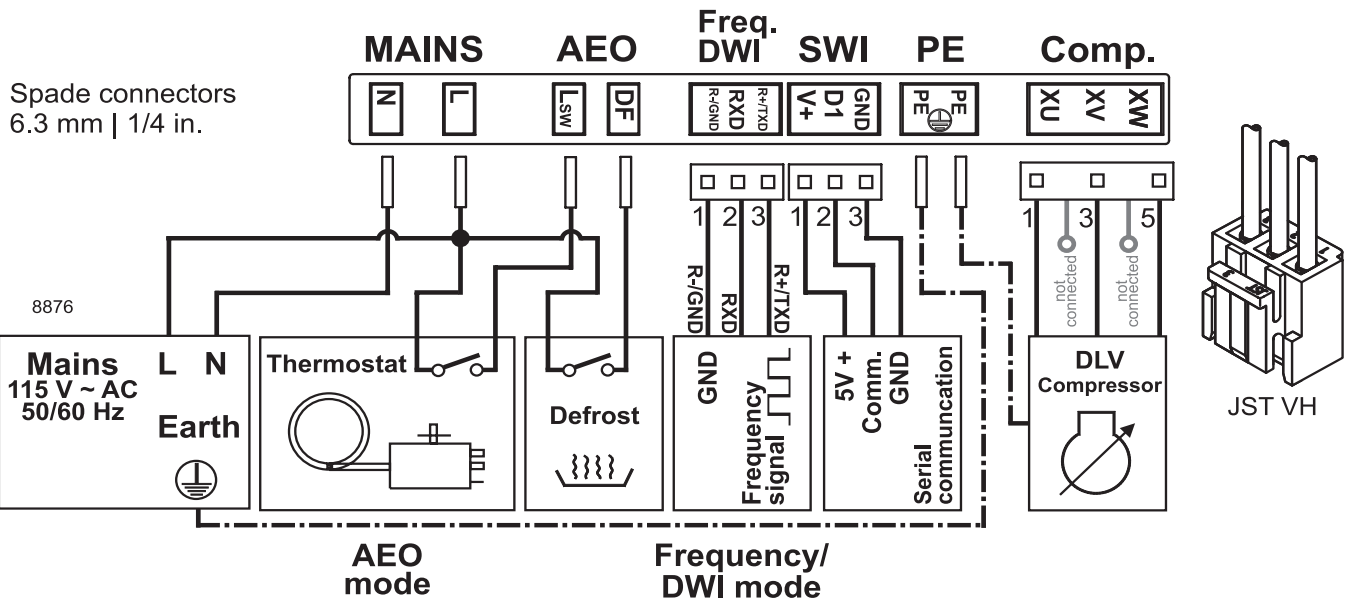 MAINS
AEO
Freq.
DWI
SWI
PE
Comp.
Spade connectors
6.3 mm | 1/4 in.
N
L
Lsw
DF
R-/GND
RXD
R+/TXD
V+
D1
GND
PE
PE
XU
XV
XW
1 2 3
1 2 3
1 3 5
not
connected
not
connected
R-/GND
RXD
R+/TXD
8876
Mains
115 V ~ AC
50/60 Hz
L N
Earth
Thermostat
Defrost
GND
Frequency
signal
5V +
Comm.
GND
Serial
communcation
DLV
Compressor
JST VH
AEO
mode
Frequency/
DWI mode